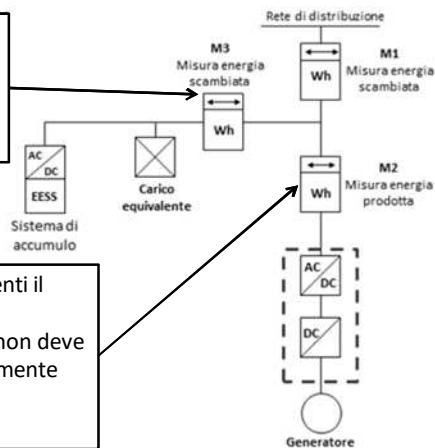 Rete di distribuzione
M3
Misura energia
scambiata
M1
Misura energia
scambiata
Wh
Wh
AC
DC
EESS
Carico
equivalente
Sistema di
accumulo
M2
Misura energia
prodotta
Wh
enti il
non deve
mente
AC
DC
DC
Generatore